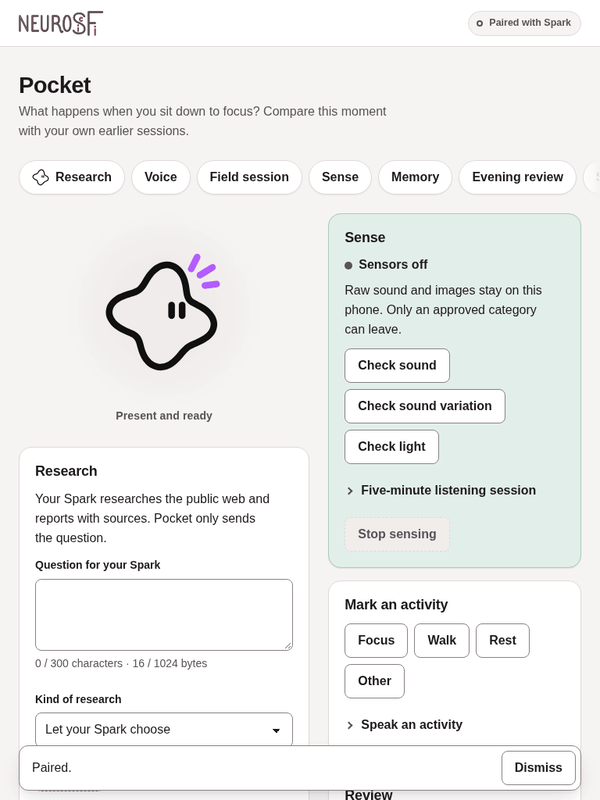 NEUROSCIFI
Paired with Spark
Pocket
What happens when you sit down to focus? Compare this moment
with your own earlier sessions.
Research
Voice
Field session
Sense
Memory
Evening review
Present and ready
Research
Your Spark researches the public web and
reports with sources. Pocket only sends
the question.
Question for your Spark
0 / 300 characters · 16 / 1024 bytes
Kind of research
Let your Spark choose
Sense
Sensors off
Raw sound and images stay on this
phone. Only an approved category
can leave.
Check sound
Check sound variation
Check light
Five-minute listening session
Stop sensing
Mark an activity
Focus
Walk
Rest
Other
Speak an activity
Review
Paired.
Dismiss